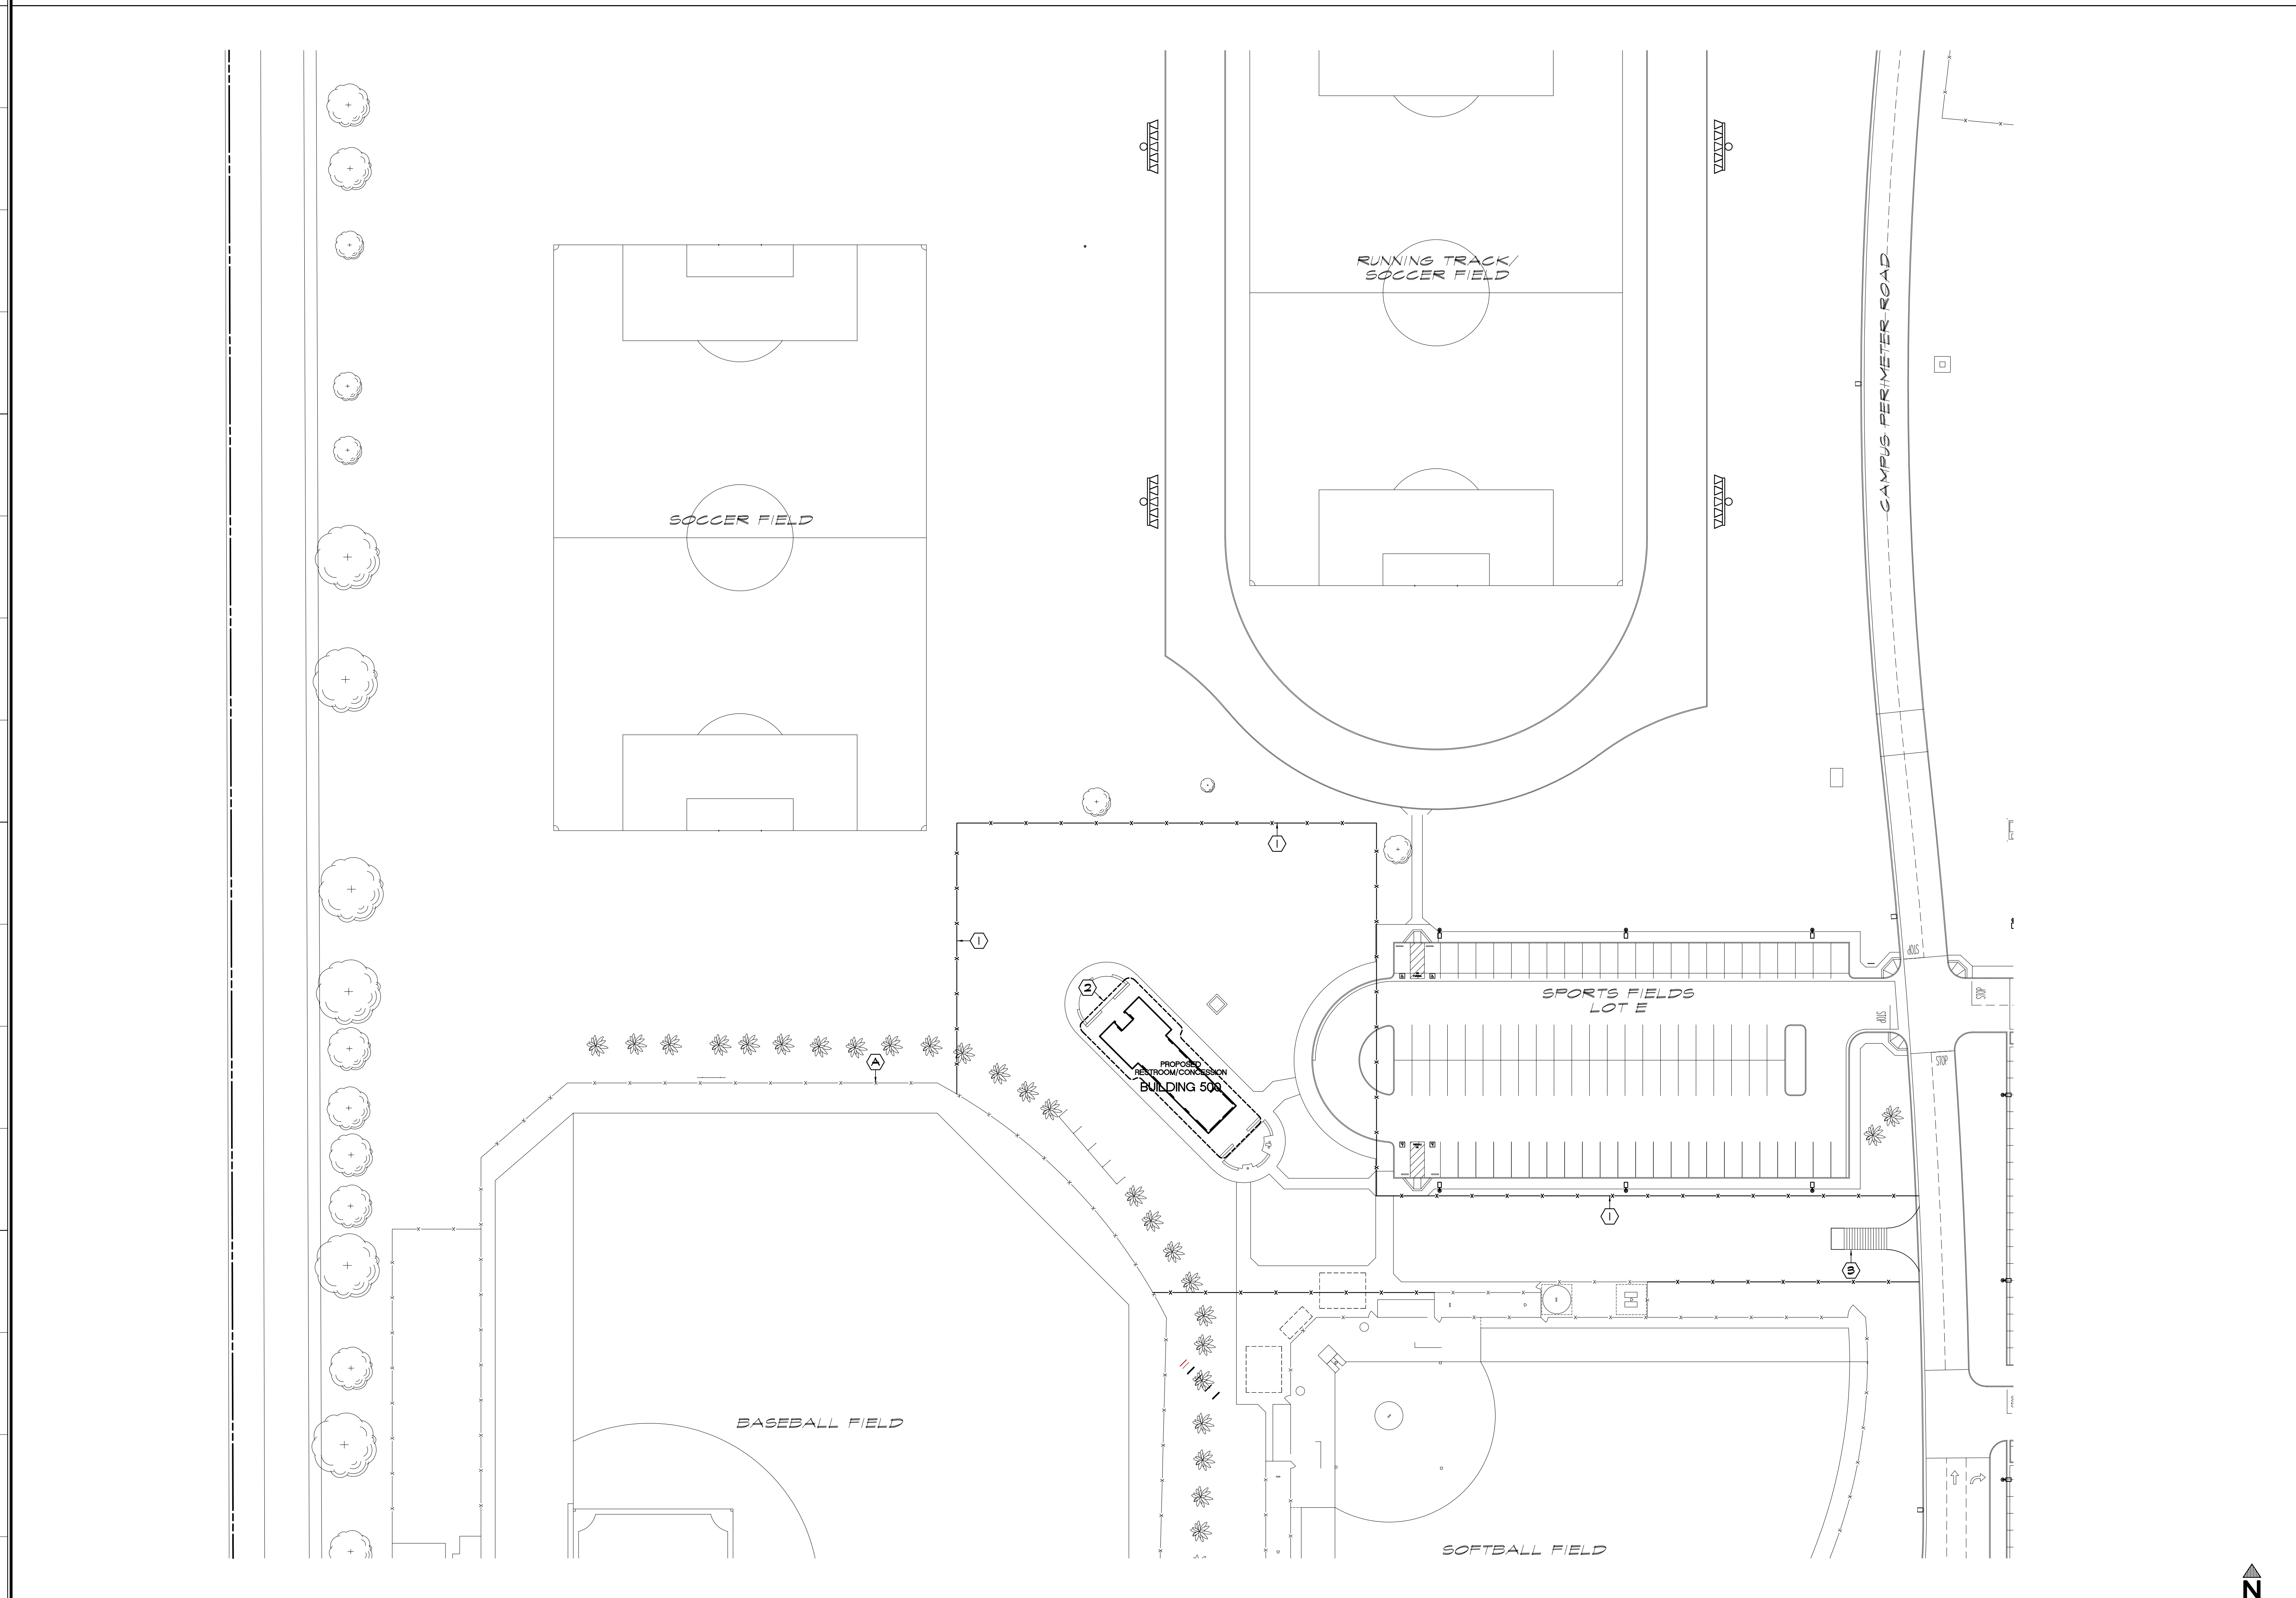 RUNNING TRACK/
SOCCER FIELD
CAMPUS PERIMETER ROAD
SOCCER FIELD
1
1
STOP
STOP
2
SPORTS FIELDS
LOT E
STOP
A
STOP
PROPOSED
RESTROOM/CONCESSION
BUILDING 500
1
3
BASEBALL FIELD
SOFTBALL FIELD
N